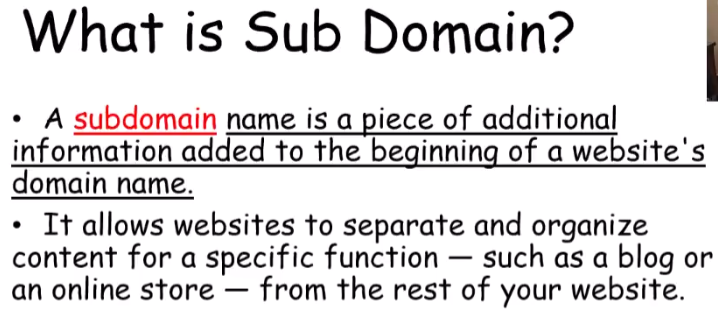 What is Sub Domain?
• A subdomain name is a piece of additional
information added to the beginning of a website's
domain name.
• It allows websites to separate and organize
content for a specific function — such as a blog or
an online store — from the rest of your website.